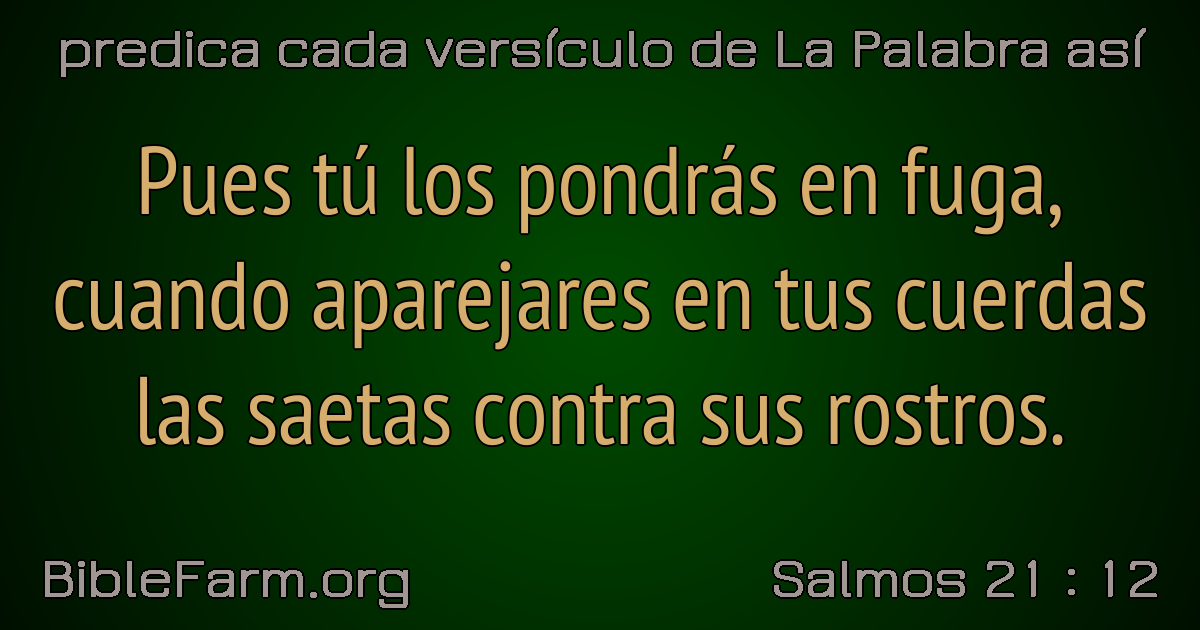 predica cada versículo de La Palabra así
Pues tú los pondrás en fuga,
cuando aparejares en tus cuerdas
las saetas contra sus rostros.
BibleFarm.org
Salmos 21 : 12